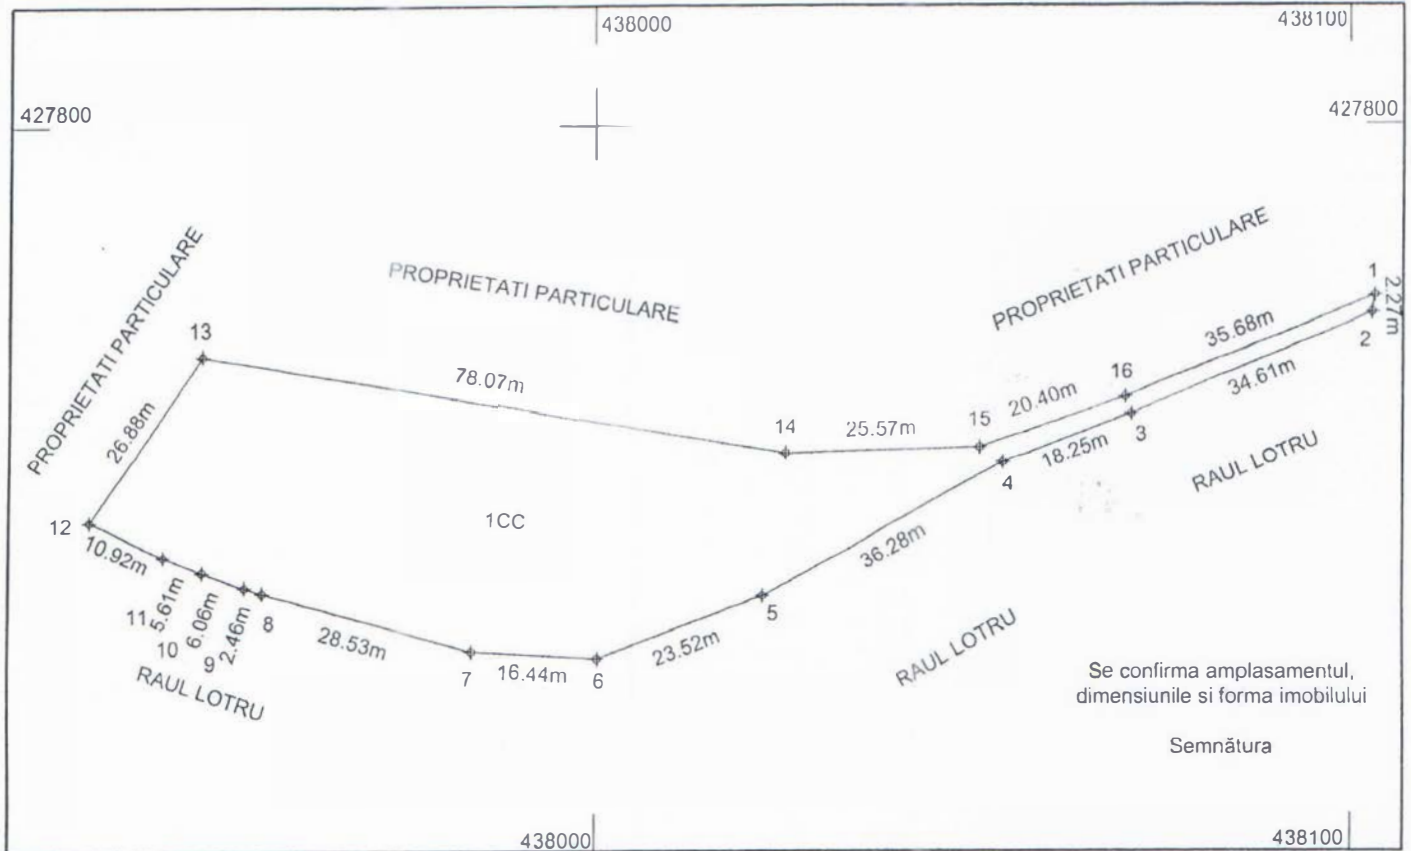 438000
438100
427800
427800
PROPRIETATI PARTICULARE
PROPRIETATI PARTICULARE
PROPRIETATI PARTICULARE
1
2.27m
2
35.68m
34.61m
13
78.07m
16
20.40m
3
14
25.57m
15
18.25m
4
RAUL LOTRU
26.88m
12
10.92m
1CC
36.28m
11
5.61m
10
6.06m
9
2.46m
8
28.53m
7
16.44m
6
23.52m
5
RAUL LOTRU
RAUL LOTRU
Se confirma amplasamentul,
dimensiunile si forma imobilului
Semnătura
438000
438100